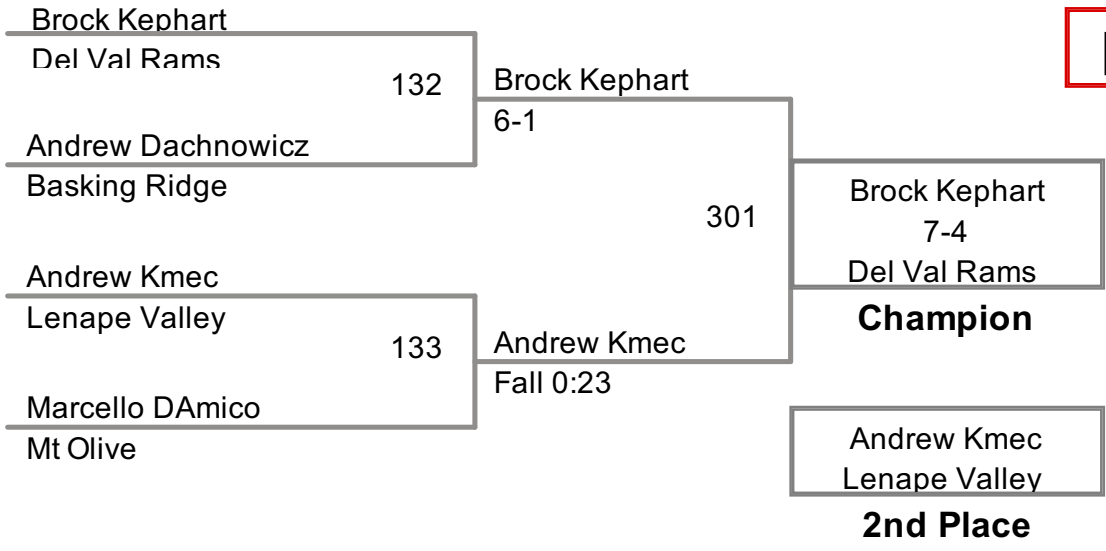 Brock Kephart
Del Val Rams
132
Andrew Dachnowicz
Basking Ridge
Brock Kephart
6-1
Andrew Kmec
Lenape Valley
133
Marcello DAmico
Mt Olive
Andrew Kmec
Fall 0:23
301
Brock Kephart
7-4
Del Val Rams
Champion
Andrew Kmec
Lenape Valley
2nd Place